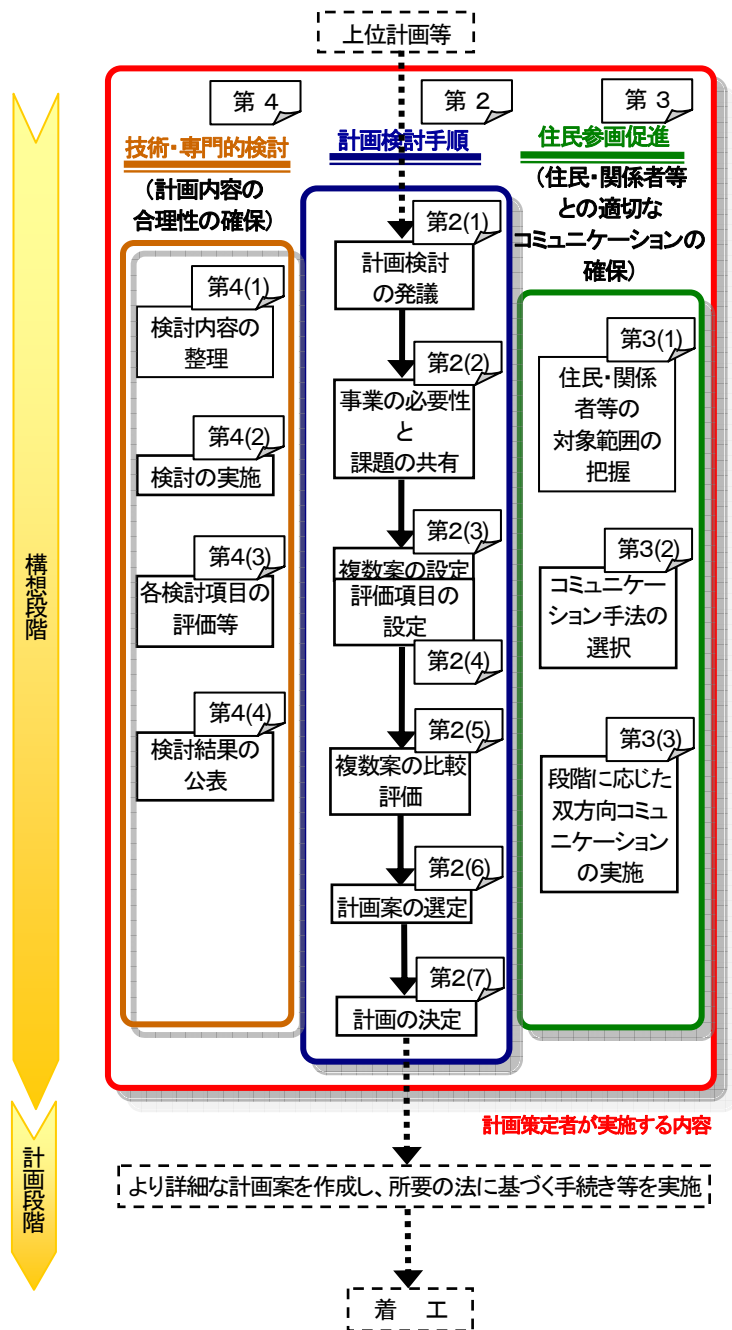 上位計画等
第 4
技術・専門的検討
(計画内容の
合理性の確保)
第4(1)
検討内容の
整理
第4(2)
検討の実施
第4(3)
各検討項目の
評価等
第4(4)
検討結果の
公表
第 2
計画検討手順
第2(1)
計画検討
の発議
第2(2)
事業の必要性
と
課題の共有
第2(3)
複数案の設定
評価項目の
設定
第2(4)
第2(5)
複数案の比較
評価
第2(6)
計画案の選定
第2(7)
計画の決定
第 3
住民参画促進
(住民・関係者等
との適切な
コミュニケーションの
確保)
第3(1)
住民・関係
者等の
対象範囲の
把握
第3(2)
コミュニケー
ション手法の
選択
第3(3)
段階に応じた
双方向コミュ
ニケーション
の実施
構想段階
計画策定者が実施する内容
計画段階
より詳細な計画案を作成し、所要の法に基づく手続き等を実施
着 工